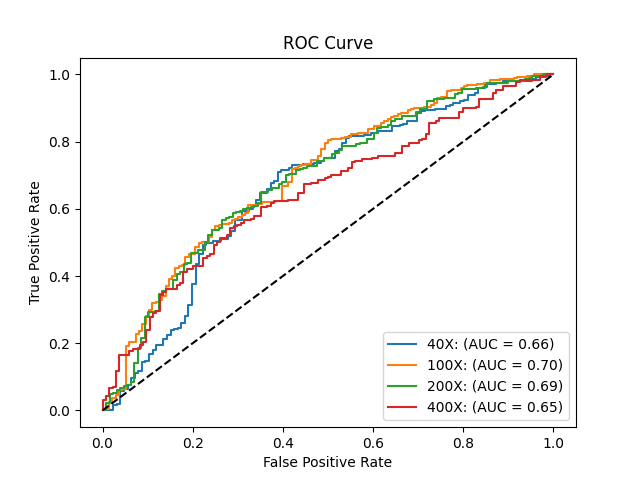 ROC Curve
True Positive Rate
1.0
0.8
0.6
0.4
0.2
0.0
40X: (AUC = 0.66)
100X: (AUC = 0.70)
200X: (AUC = 0.69)
400X: (AUC = 0.65)
0.0 0.2 0.4 0.6 0.8 1.0
False Positive Rate